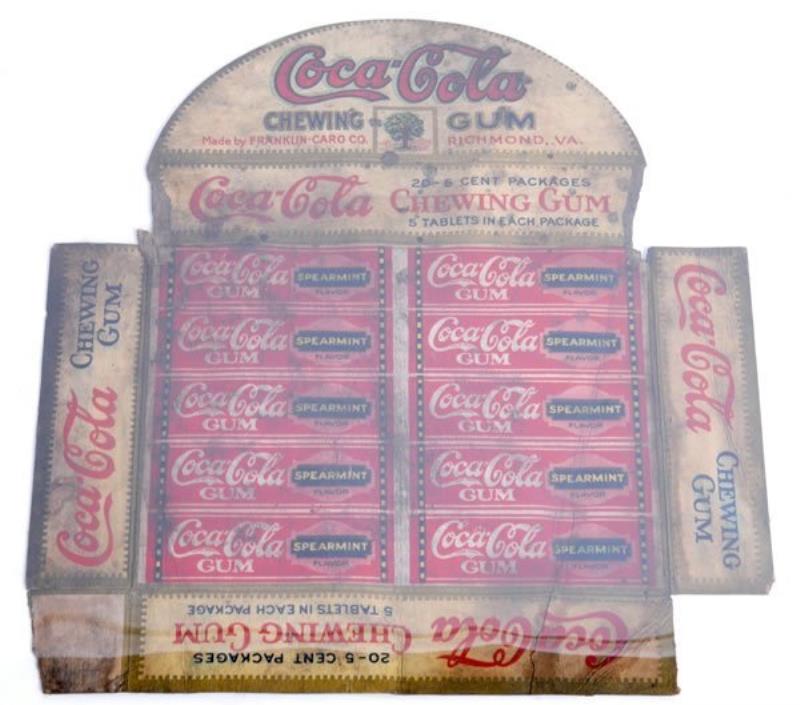 Coca-Cola
CHEWING GUM
Made by FRANKLIN-CARO CO. RICHMOND, VA.
Coca-Cola
20-5 CENT PACKAGES
CHEWING GUM
5 TABLETS IN EACH PACKAGE
Coca-Cola CHEWING GUM
Coca-Cola GUM SPEARMINT FLAVOR
Coca-Cola GUM SPEARMINT FLAVOR
Coca-Cola GUM SPEARMINT FLAVOR
Coca-Cola GUM SPEARMINT FLAVOR
Coca-Cola GUM SPEARMINT FLAVOR
Coca-Cola GUM SPEARMINT FLAVOR
Coca-Cola GUM SPEARMINT FLAVOR
Coca-Cola GUM SPEARMINT FLAVOR
Coca-Cola GUM SPEARMINT FLAVOR
Coca-Cola GUM SPEARMINT FLAVOR
Coca-Cola CHEWING GUM
Coca-Cola
20-5 CENT PACKAGES
CHEWING GUM
5 TABLETS IN EACH PACKAGE